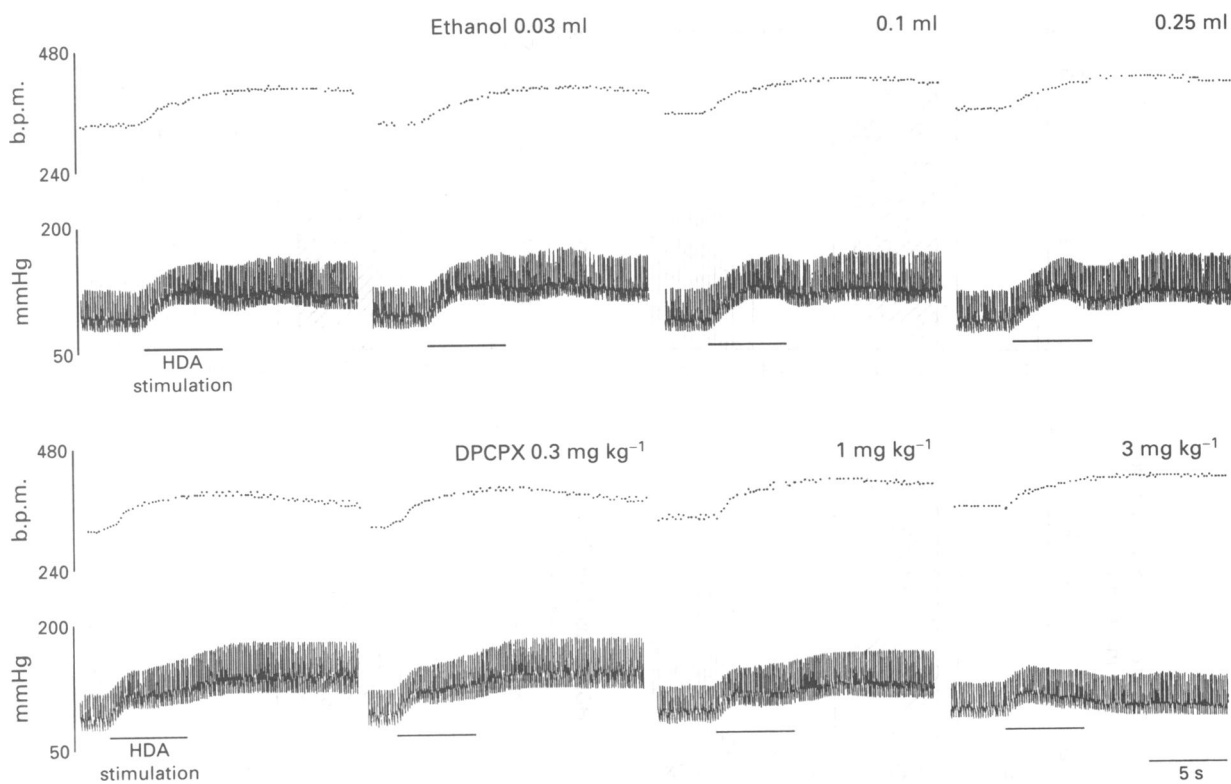 Ethanol 0.03 ml
0.1 ml
0.25 ml
480
b.p.m.
240
200
mmHg
50
HDA
stimulation
DPCPX 0.3 mg kg⁻¹
1 mg kg⁻¹
3 mg kg⁻¹
480
b.p.m.
240
200
mmHg
50
HDA
stimulation
5 s